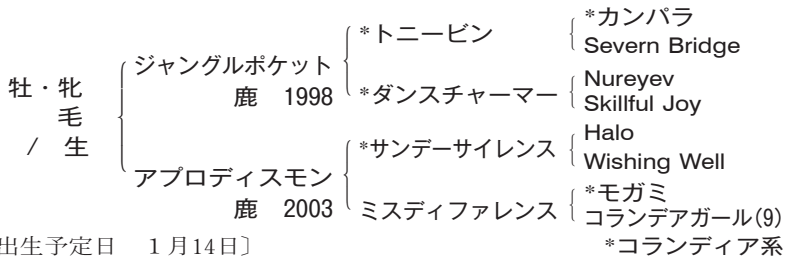 牡・牝
毛
/ 生
ジャングルポケット
鹿 1998
アプロディスモン
鹿 2003
*トニービン
*ダンスチャーマー
*サンデーサイレンス
ミスディファレンス
*カンパラ
Severn Bridge
Nureyev
Skillful Joy
Halo
Wishing Well
*モガミ
コランデアガール(9)
出生予定日 1月14日〕
*コランディア系